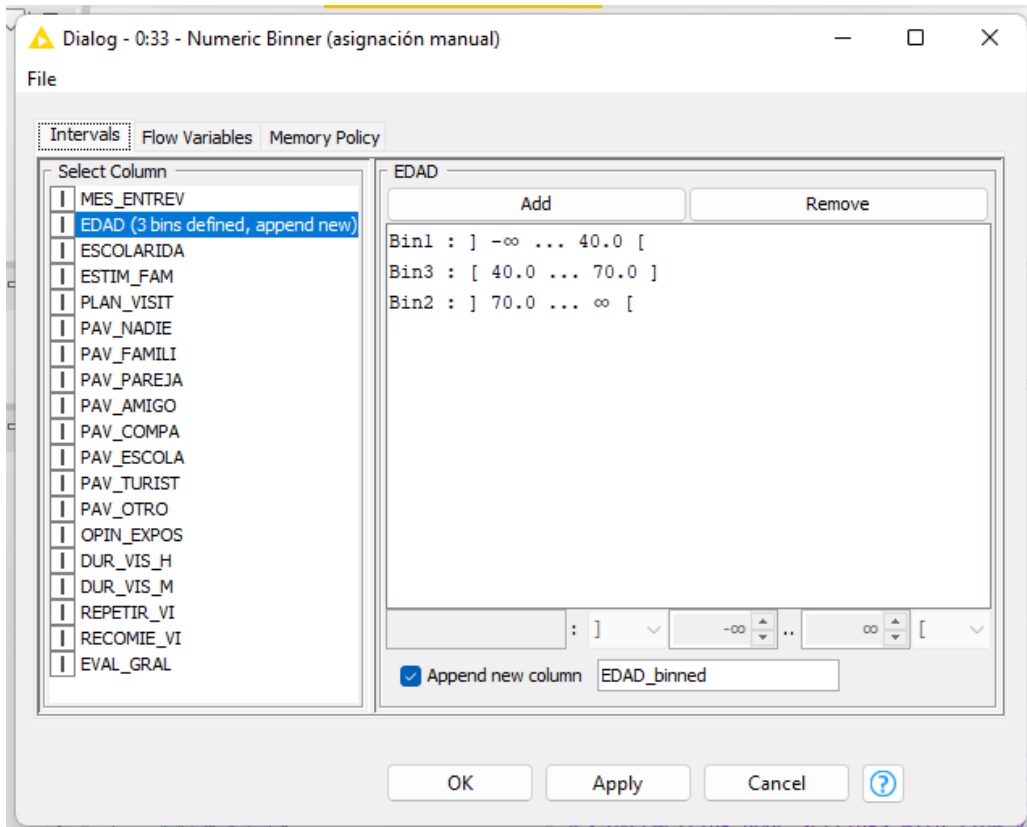 Dialog - 0:33 - Numeric Binner (asignación manual)
File
Intervals Flow Variables Memory Policy
Select Column
I MES_ENTREV
I EDAD (3 bins defined, append new)
I ESCOLARIDA
I ESTIM_FAM
I PLAN_VISIT
I PAV_NADIE
I PAV_FAMILI
I PAV_PAREJA
I PAV_AMIGO
I PAV_COMPA
I PAV_ESCOLA
I PAV_TURIST
I PAV_OTRO
I OPIN_EXPOS
I DUR_VIS_H
I DUR_VIS_M
I REPETIR_VI
I RECOMIE_VI
I EVAL_GRAL
EDAD
Add Remove
Bin1 : ] -∞ ... 40.0 [
Bin3 : [ 40.0 ... 70.0 ]
Bin2 : ] 70.0 ... ∞ [
: ] -∞ .. ∞ [
Append new column EDAD_binned
OK Apply Cancel ?